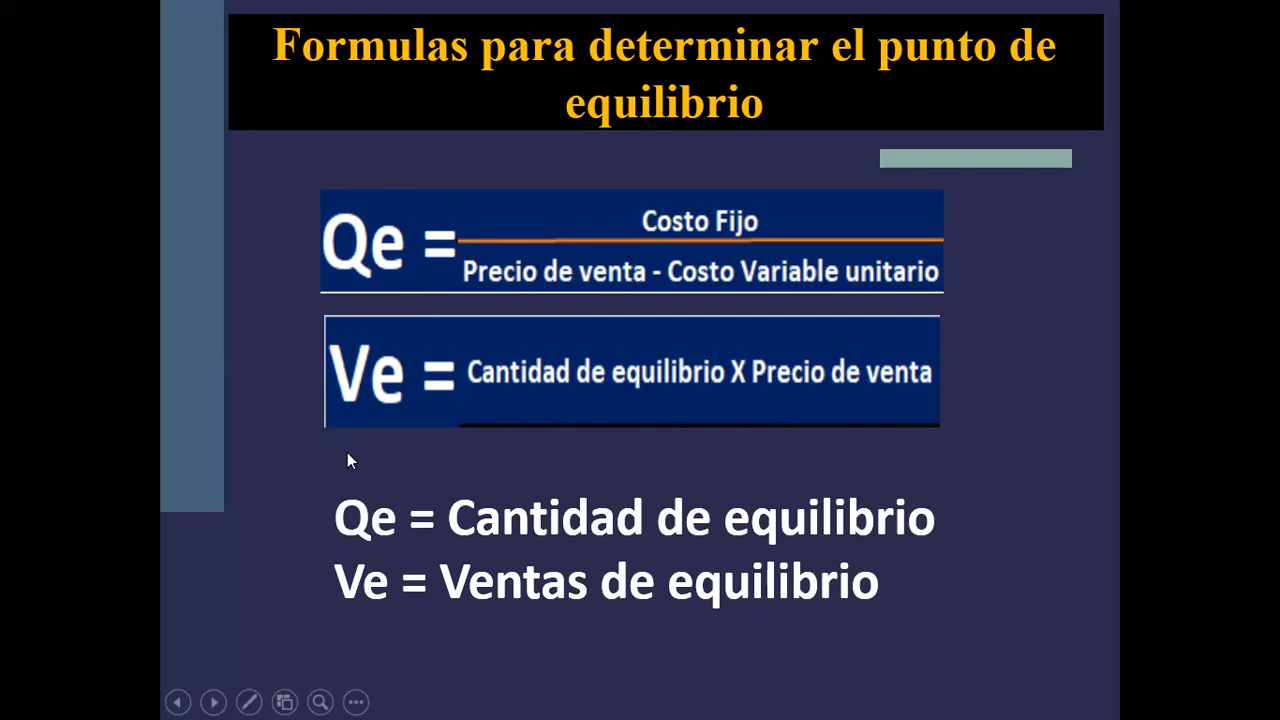 Formulas para determinar el punto de
equilibrio
Qe =
Costo Fijo
Precio de venta - Costo Variable unitario
Ve = Cantidad de equilibrio X Precio de venta
Qe = Cantidad de equilibrio
Ve = Ventas de equilibrio